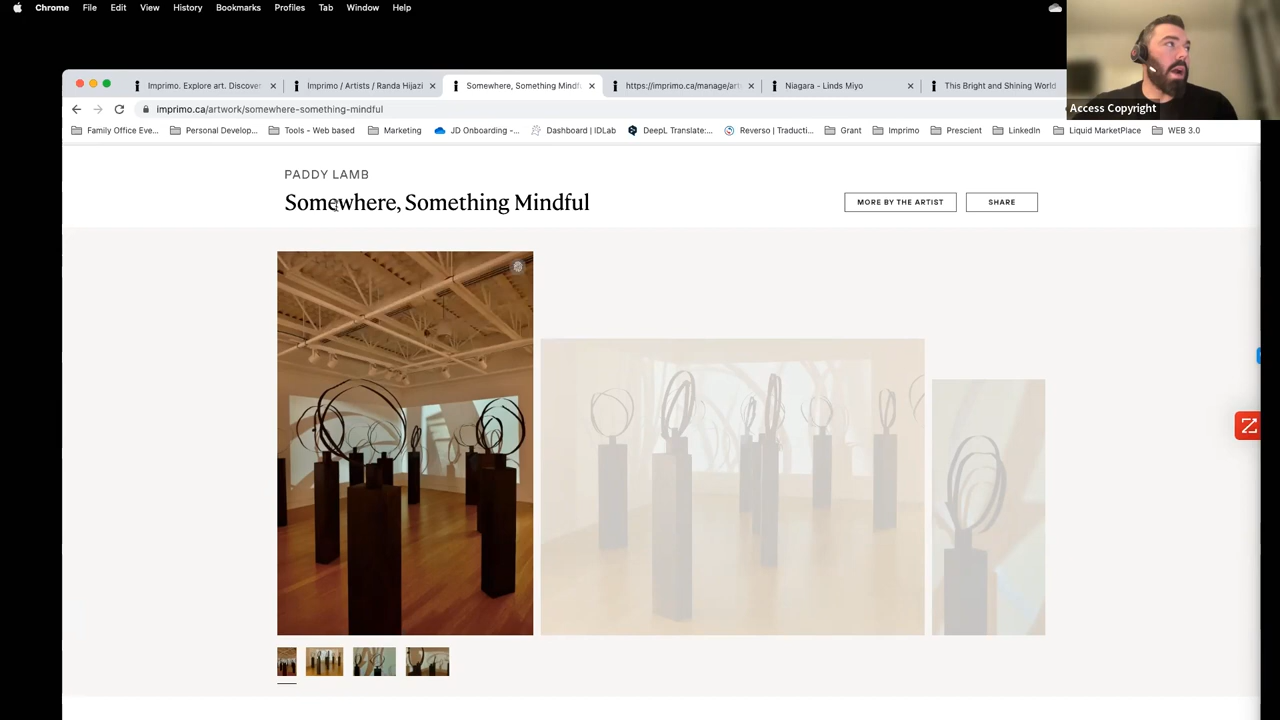 Chrome File Edit View History Bookmarks Profiles Tab Window Help
Access Copyright
Imprimo. Explore art. Discover
Imprimo / Artists / Randa Hijazi
Somewhere, Something Mindfu
https://imprimo.ca/manage/art
Niagara - Linds Miyo
This Bright and Shining World
imprimo.ca/artwork/somewhere-something-mindful
Family Office Eve... Personal Develop... Tools - Web based Marketing JD Onboarding -... Dashboard | IDLab DeepL Translate:... Reverso | Traducti... Grant Imprimo Prescient LinkedIn Liquid MarketPlace WEB 3.0
PADDY LAMB
Somewhere, Something Mindful
MORE BY THE ARTIST
SHARE